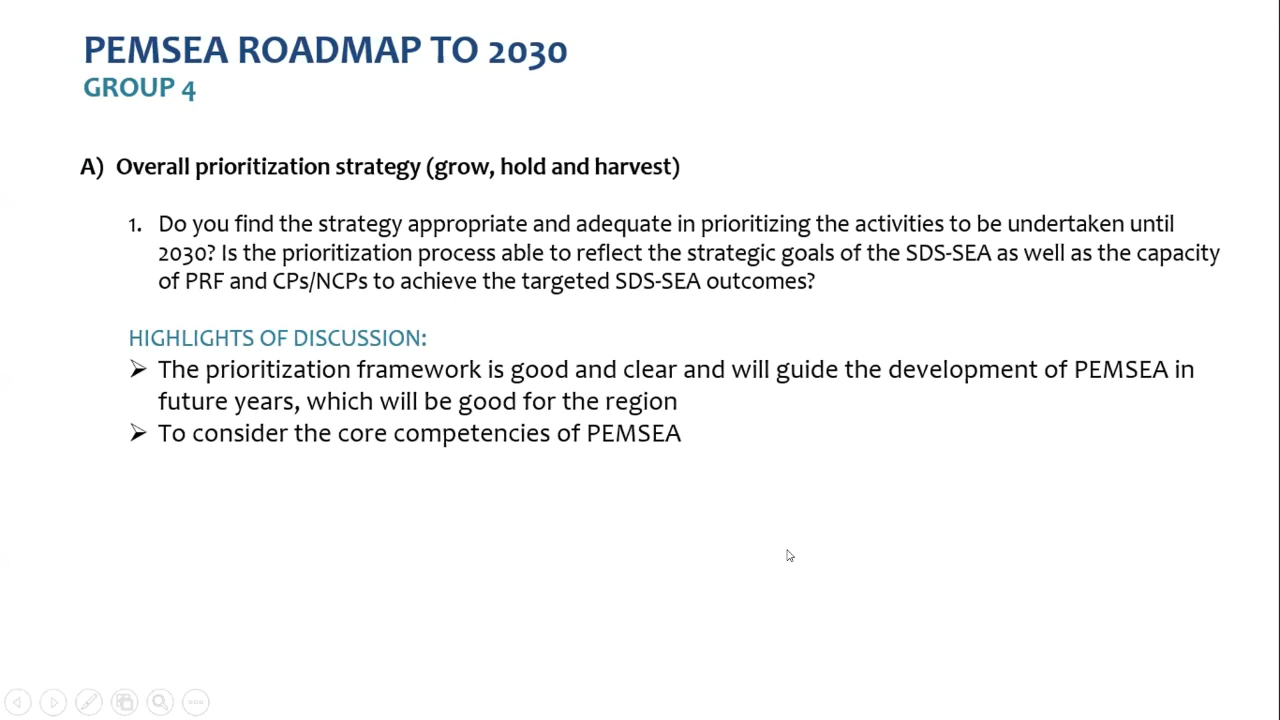 PEMSEA ROADMAP TO 2030
GROUP 4
A) Overall prioritization strategy (grow, hold and harvest)
1. Do you find the strategy appropriate and adequate in prioritizing the activities to be undertaken until
2030? Is the prioritization process able to reflect the strategic goals of the SDS-SEA as well as the capacity
of PRF and CPs/NCPs to achieve the targeted SDS-SEA outcomes?
HIGHLIGHTS OF DISCUSSION:
➢ The prioritization framework is good and clear and will guide the development of PEMSEA in
future years, which will be good for the region
➢ To consider the core competencies of PEMSEA